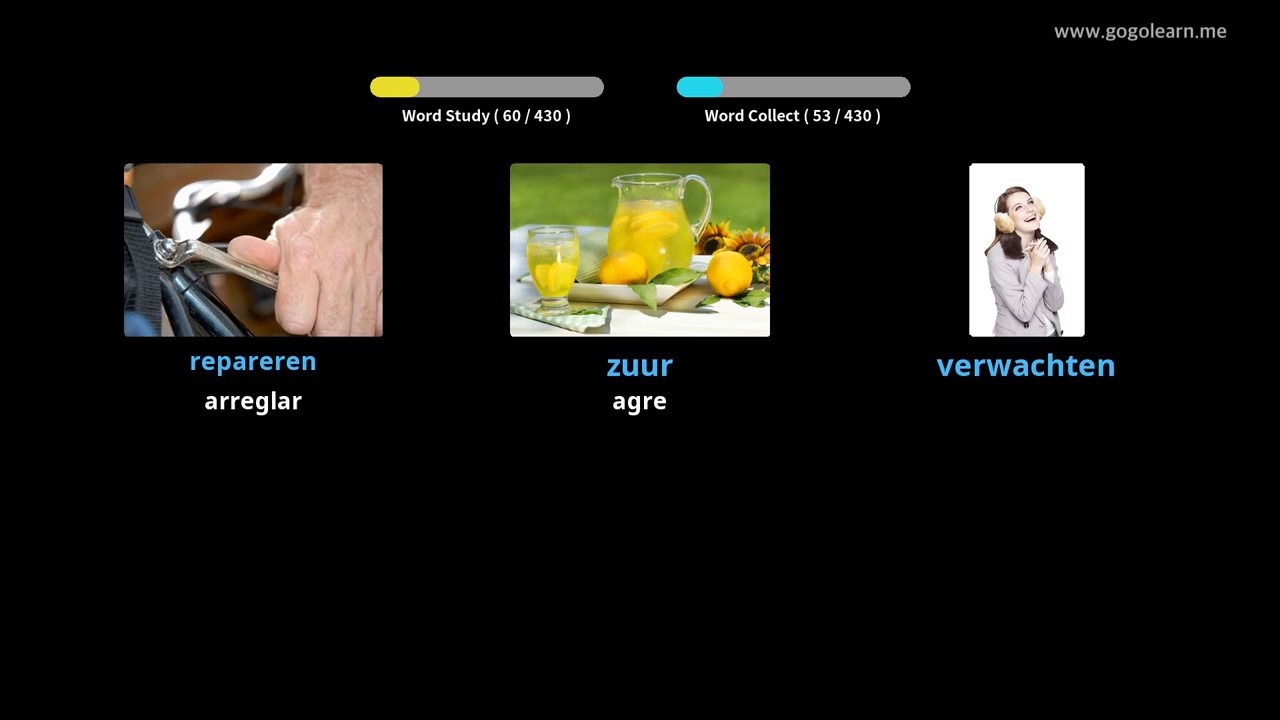 www.gogolearn.me
Word Study ( 60 / 430 )
Word Collect ( 53 / 430 )
repareren
arreglar
zuur
agre
verwachten